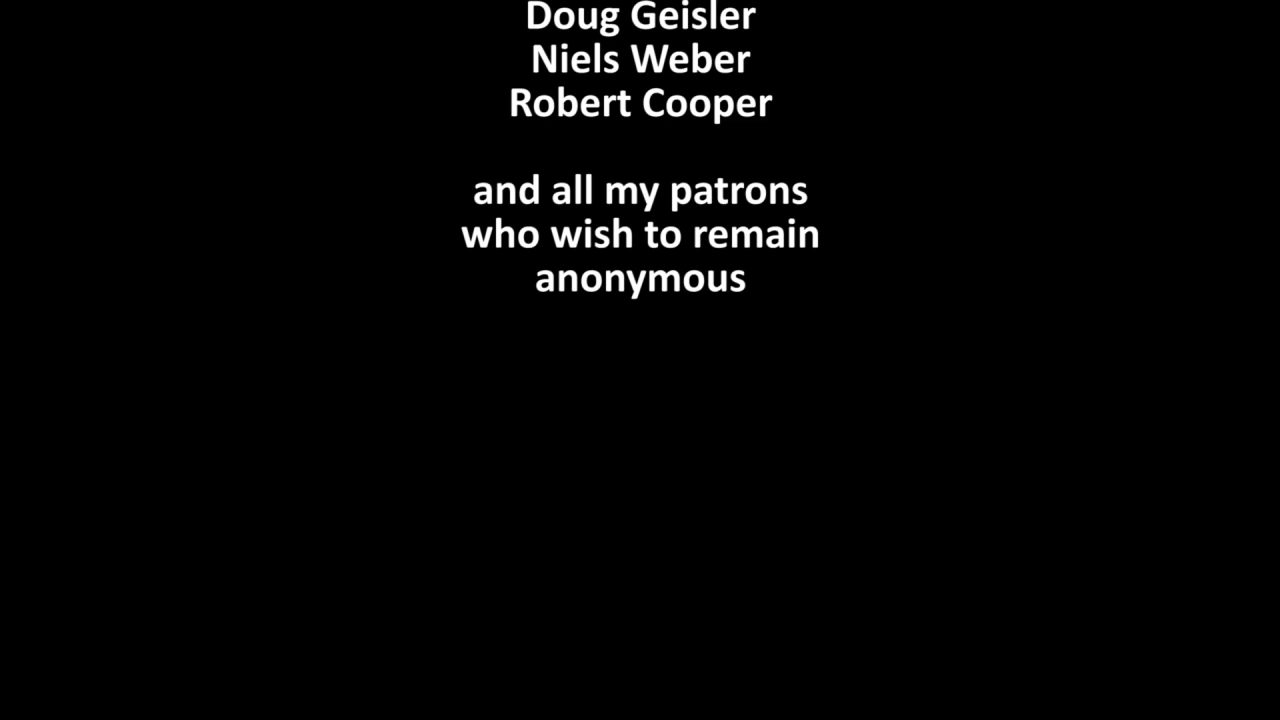 Doug Geisler
Niels Weber
Robert Cooper
and all my patrons
who wish to remain
anonymous